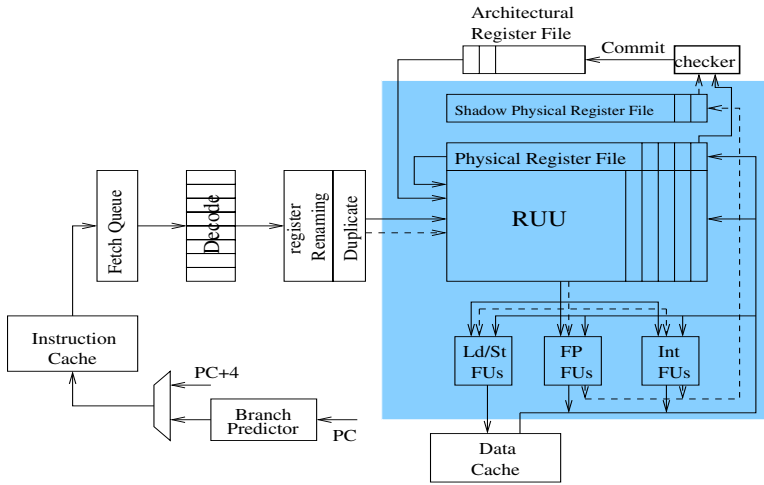 Architectural
Register File
Commit
checker
Shadow Physical Register File
Physical Register File
RUU
Fetch Queue
Decode
register
Renaming
Duplicate
Instruction
Cache
PC+4
Branch
Predictor
PC
Ld/St
FUs
FP
FUs
Int
FUs
Data
Cache